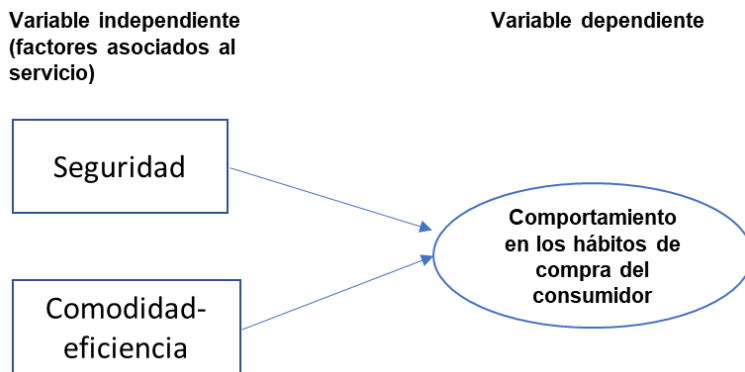 Variable independiente
(factores asociados al
servicio)
Variable dependiente
Seguridad
Comportamiento
en los hábitos de
compra del
consumidor
Comodidad-
eficiencia